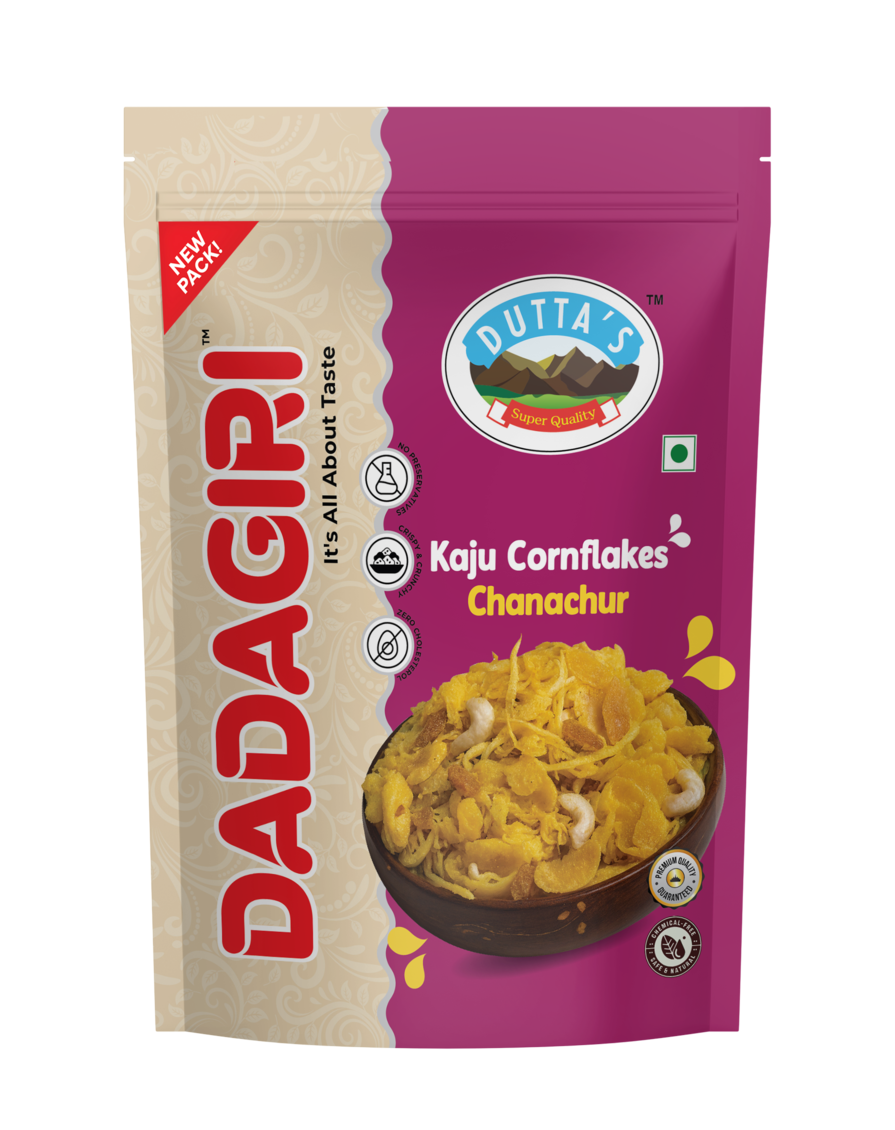 NEW
PACK!
DADAGIRI™
It's All About Taste
DUTTA'S
TM
Super Quality
NO PRESERVATIVES
CRISPY & CRUNCHY
ZERO CHOLESTEROL
Kaju Cornflakes
Chanachur
PREMIUM QUALITY
GUARANTEED
CHEMICAL-FREE
SAFE & NATURAL